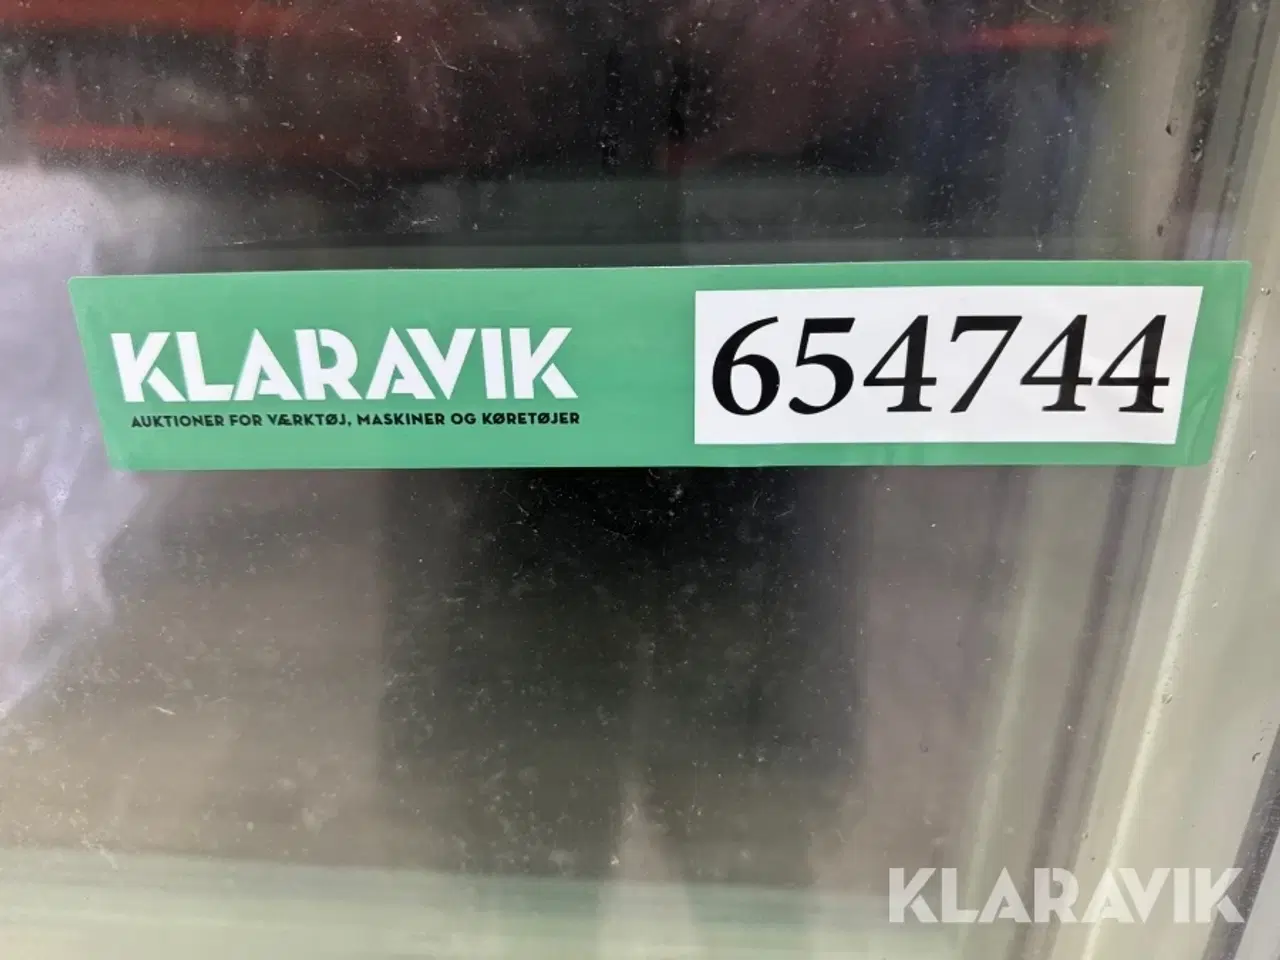 KLARAVIK
AUKTIONER FOR VÆRKTØJ, MASKINER OG KØRETØJER
654744
KLARAVIK